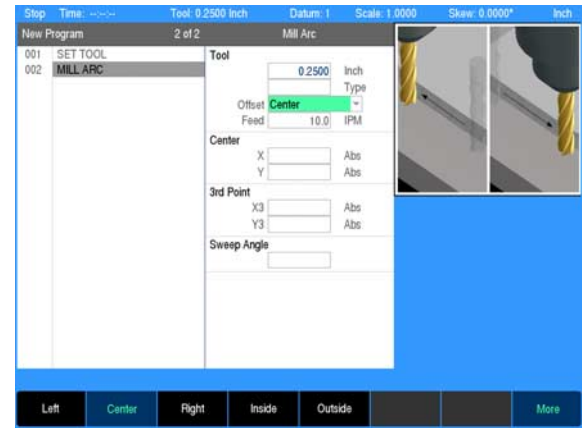 Stop Time: --:--:-- Tool: 0.2500 Inch Datum: 1 Scale: 1.0000 Skew: 0.0000° Inch
New Program 2 of 2 Mill Arc
001 SET TOOL
002 MILL ARC
Tool
0.2500 Inch
Type
Offset Center
Feed 10.0 IPM
Center
X Abs
Y Abs
3rd Point
X3 Abs
Y3 Abs
Sweep Angle
Left Center Right Inside Outside More